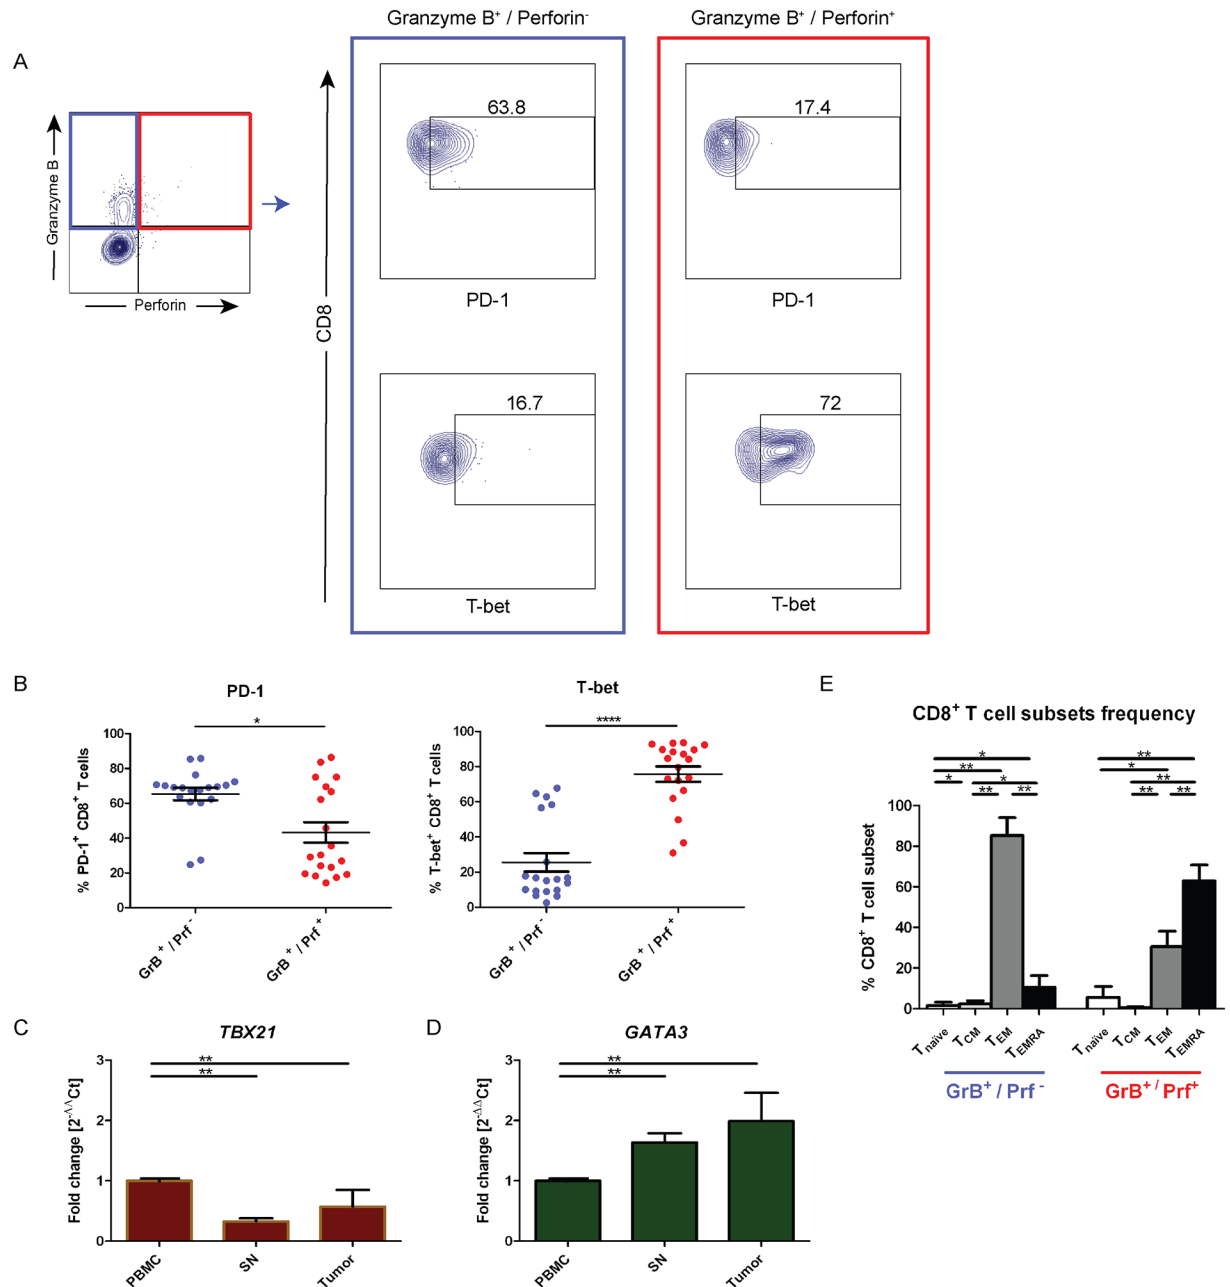 Granzyme B⁺ / Perforin⁻
Granzyme B⁺ / Perforin⁺
A
Granzyme B
Perforin
CD8
63.8
PD-1
17.4
PD-1
16.7
T-bet
72
T-bet
B
PD-1
*
% PD-1⁺ CD8⁺ T cells
100
80
60
40
20
0
GrB⁺ / Prf⁻
GrB⁺ / Prf⁺
T-bet
****
% T-bet⁺ CD8⁺ T cells
100
80
60
40
20
0
GrB⁺ / Prf⁻
GrB⁺ / Prf⁺
E
CD8⁺ T cell subsets frequency
*
**
*
*
**
**
**
*
**
**
**
% CD8⁺ T cell subset
100
80
60
40
20
0
T naïve
T CM
T EM
T EMRA
T naïve
T CM
T EM
T EMRA
GrB⁺ / Prf⁻
GrB⁺ / Prf⁺
C
TBX21
**
**
Fold change [2^-ΔΔCt]
3
2
1
0
PBMC
SN
Tumor
D
GATA3
**
**
Fold change [2^-ΔΔCt]
3
2
1
0
PBMC
SN
Tumor